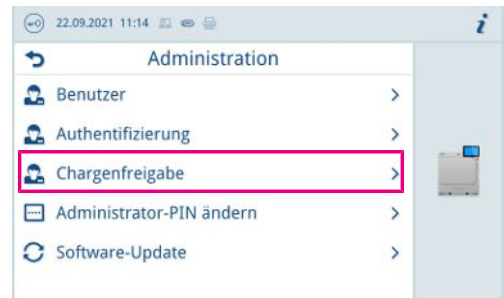 22.09.2021 11:14
Administration
Benutzer
Authentifizierung
Chargenfreigabe
Administrator-PIN ändern
Software-Update